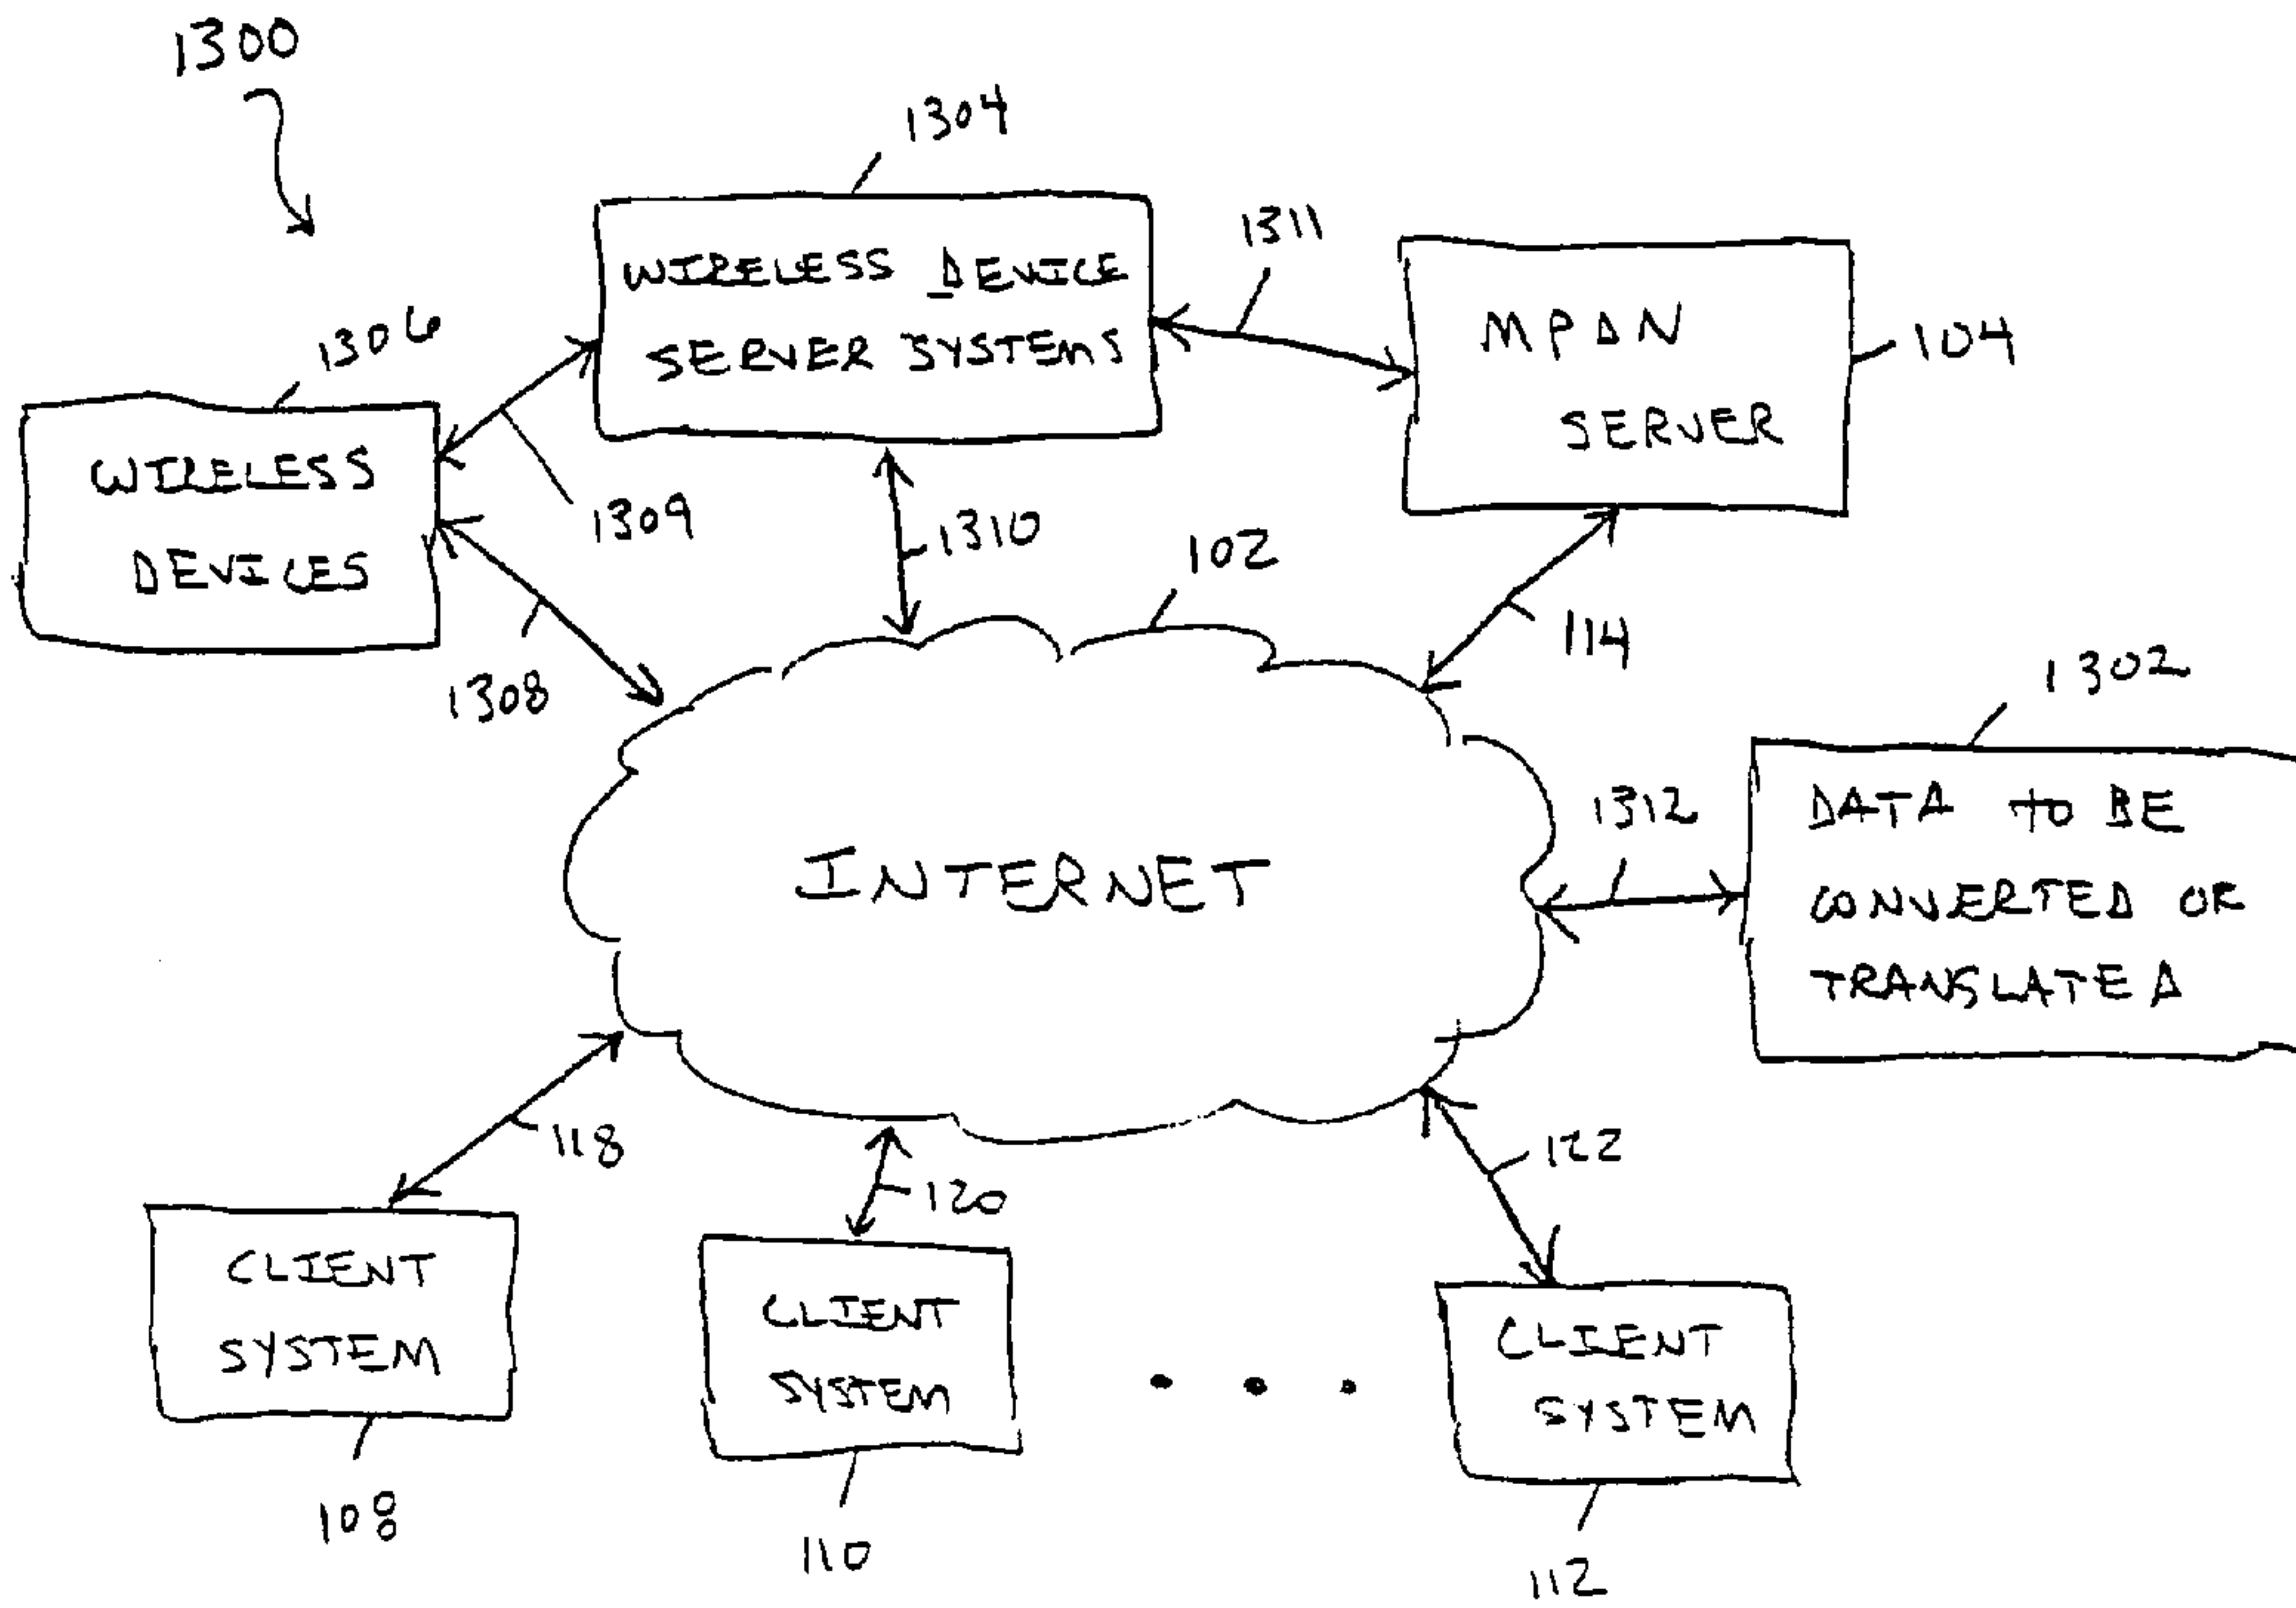 1300
1304
WIRELESS DEVICE
SERVER SYSTEMS
1311
MPDN
SERVER
104
1306
WIRELESS
DEVICES
1309
1310
102
114
1308
1302
DATA TO BE
CONVERTED OR
TRANSLATED
1312
INTERNET
118
120
122
CLIENT
SYSTEM
108
CLIENT
SYSTEM
110
CLIENT
SYSTEM
112